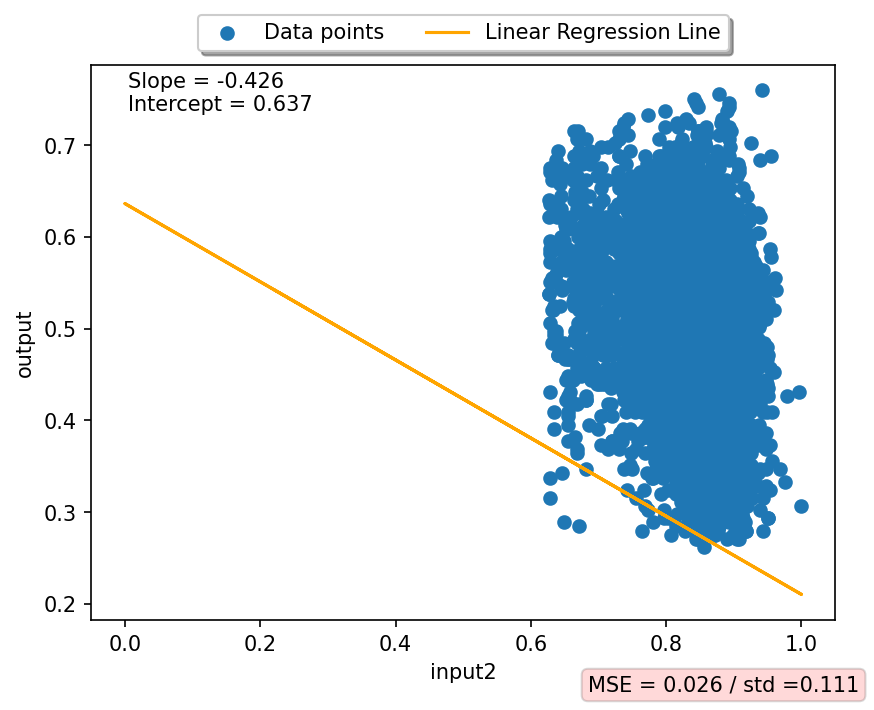 Data points
Linear Regression Line
Slope = -0.426
Intercept = 0.637
0.7
0.6
0.5
0.4
0.3
0.2
output
0.0 0.2 0.4 0.6 0.8 1.0
input2
MSE = 0.026 / std =0.111